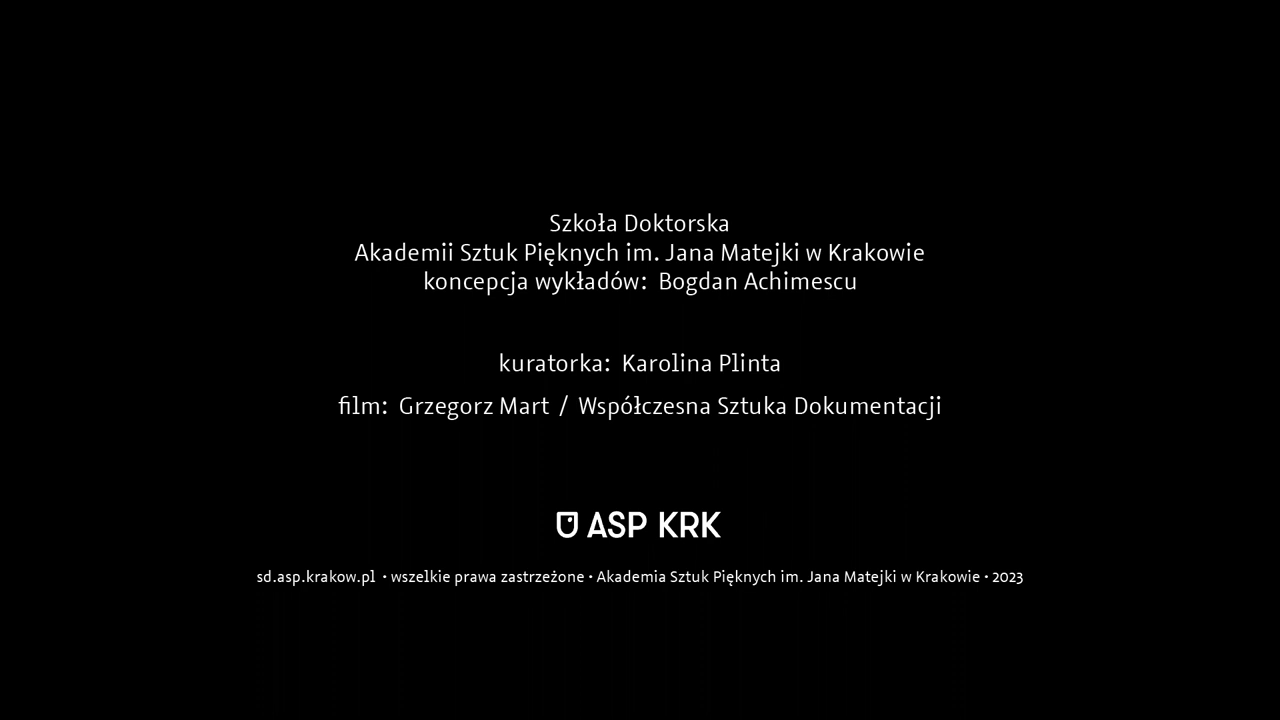 Szkoła Doktorska
Akademii Sztuk Pięknych im. Jana Matejki w Krakowie
koncepcja wykładów: Bogdan Achimescu
kuratorka: Karolina Plinta
film: Grzegorz Mart / Współczesna Sztuka Dokumentacji
ASP KRK
sd.asp.krakow.pl • wszelkie prawa zastrzeżone • Akademia Sztuk Pięknych im. Jana Matejki w Krakowie • 2023